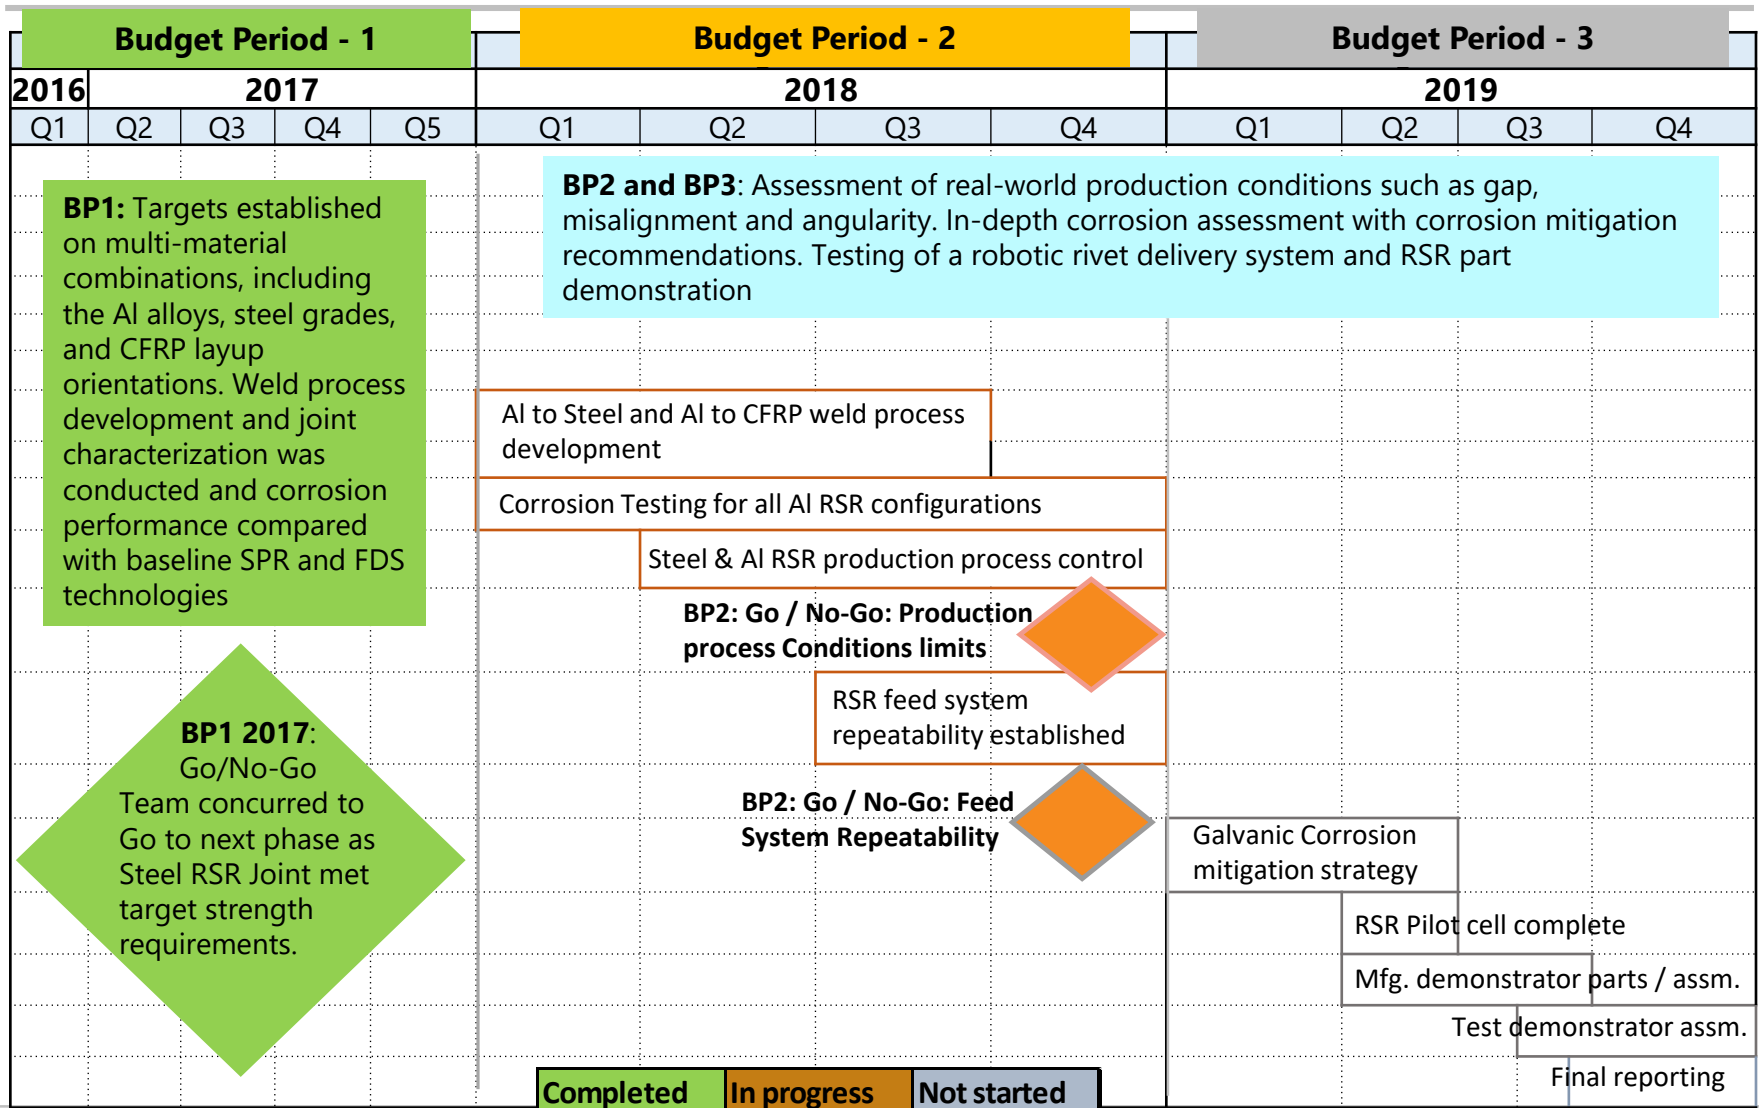 Budget Period - 1
Budget Period - 2
Budget Period - 3
2016
2017
2018
2019
Q1
Q2
Q3
Q4
Q5
Q1
Q2
Q3
Q4
Q1
Q2
Q3
Q4
BP1: Targets established
on multi-material
combinations, including
the Al alloys, steel grades,
and CFRP layup
orientations. Weld process
development and joint
characterization was
conducted and corrosion
performance compared
with baseline SPR and FDS
technologies
BP2 and BP3: Assessment of real-world production conditions such as gap,
misalignment and angularity. In-depth corrosion assessment with corrosion mitigation
recommendations. Testing of a robotic rivet delivery system and RSR part
demonstration
Al to Steel and Al to CFRP weld process
development
Corrosion Testing for all Al RSR configurations
Steel & Al RSR production process control
BP2: Go / No-Go: Production
process Conditions limits
RSR feed system
repeatability established
BP1 2017:
Go/No-Go
Team concurred to
Go to next phase as
Steel RSR Joint met
target strength
requirements.
BP2: Go / No-Go: Feed
System Repeatability
Galvanic Corrosion
mitigation strategy
RSR Pilot cell complete
Mfg. demonstrator parts / assm.
Test demonstrator assm.
Final reporting
Completed
In progress
Not started